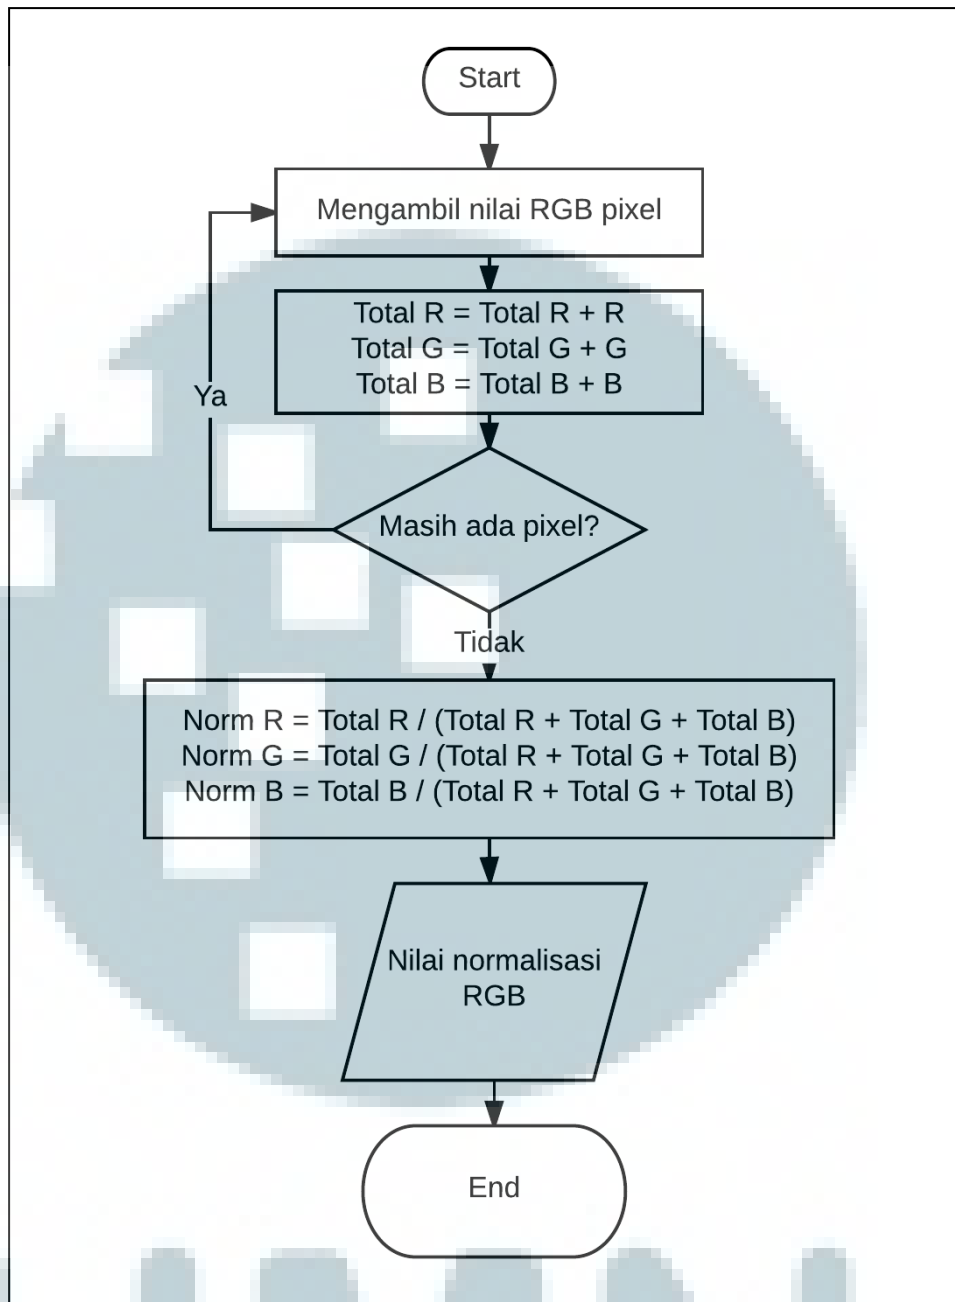 Start
Mengambil nilai RGB pixel
Total R = Total R + R
Total G = Total G + G
Total B = Total B + B
Ya
Masih ada pixel?
Tidak
Norm R = Total R / (Total R + Total G + Total B)
Norm G = Total G / (Total R + Total G + Total B)
Norm B = Total B / (Total R + Total G + Total B)
Nilai normalisasi
RGB
End